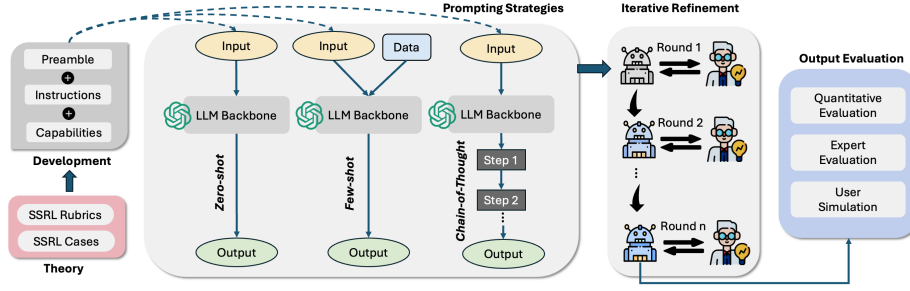 Prompting Strategies
Iterative Refinement
Preamble
Instructions
Capabilities
Development
SSRL Rubrics
SSRL Cases
Theory
Input
LLM Backbone
Zero-shot
Output
Input
Data
LLM Backbone
Few-shot
Output
Input
LLM Backbone
Step 1
Step 2
Chain-of-Thought
Output
Round 1
Round 2
Round n
Output Evaluation
Quantitative
Evaluation
Expert
Evaluation
User
Simulation